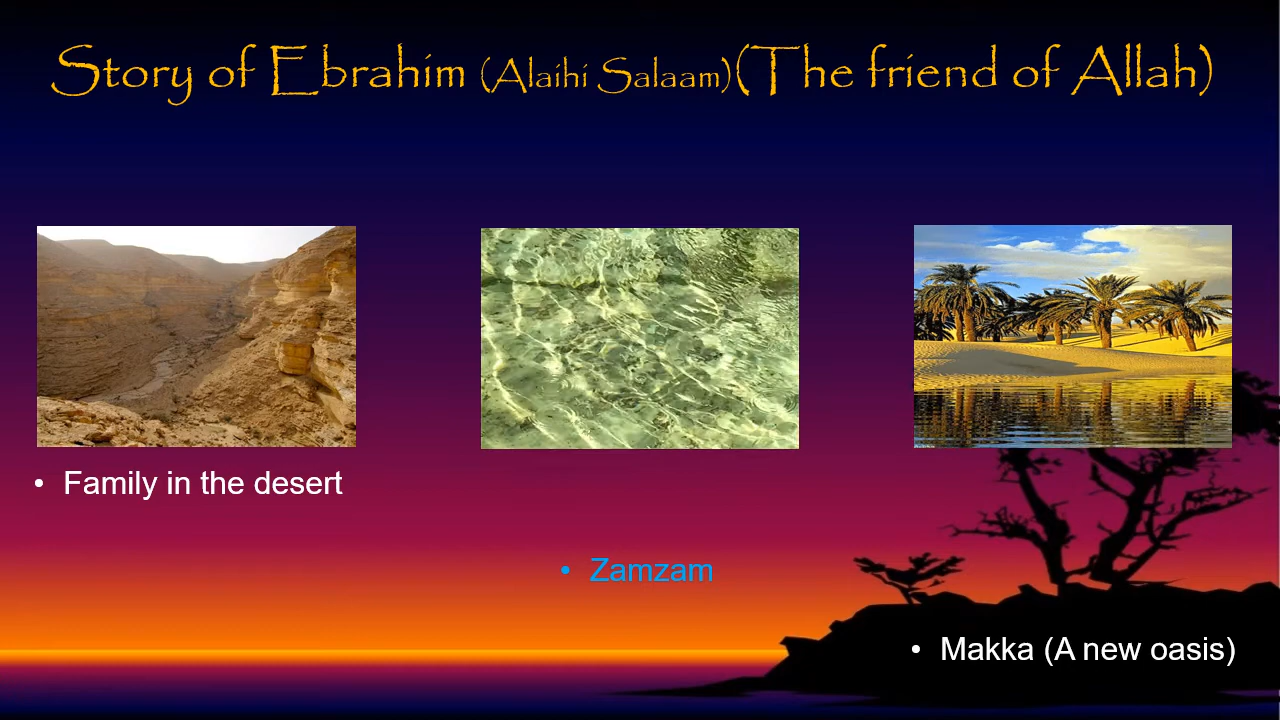 Story of Ebrahim (Alaihi Salaam)(The friend of Allah)
• Family in the desert
• Zamzam
• Makka (A new oasis)